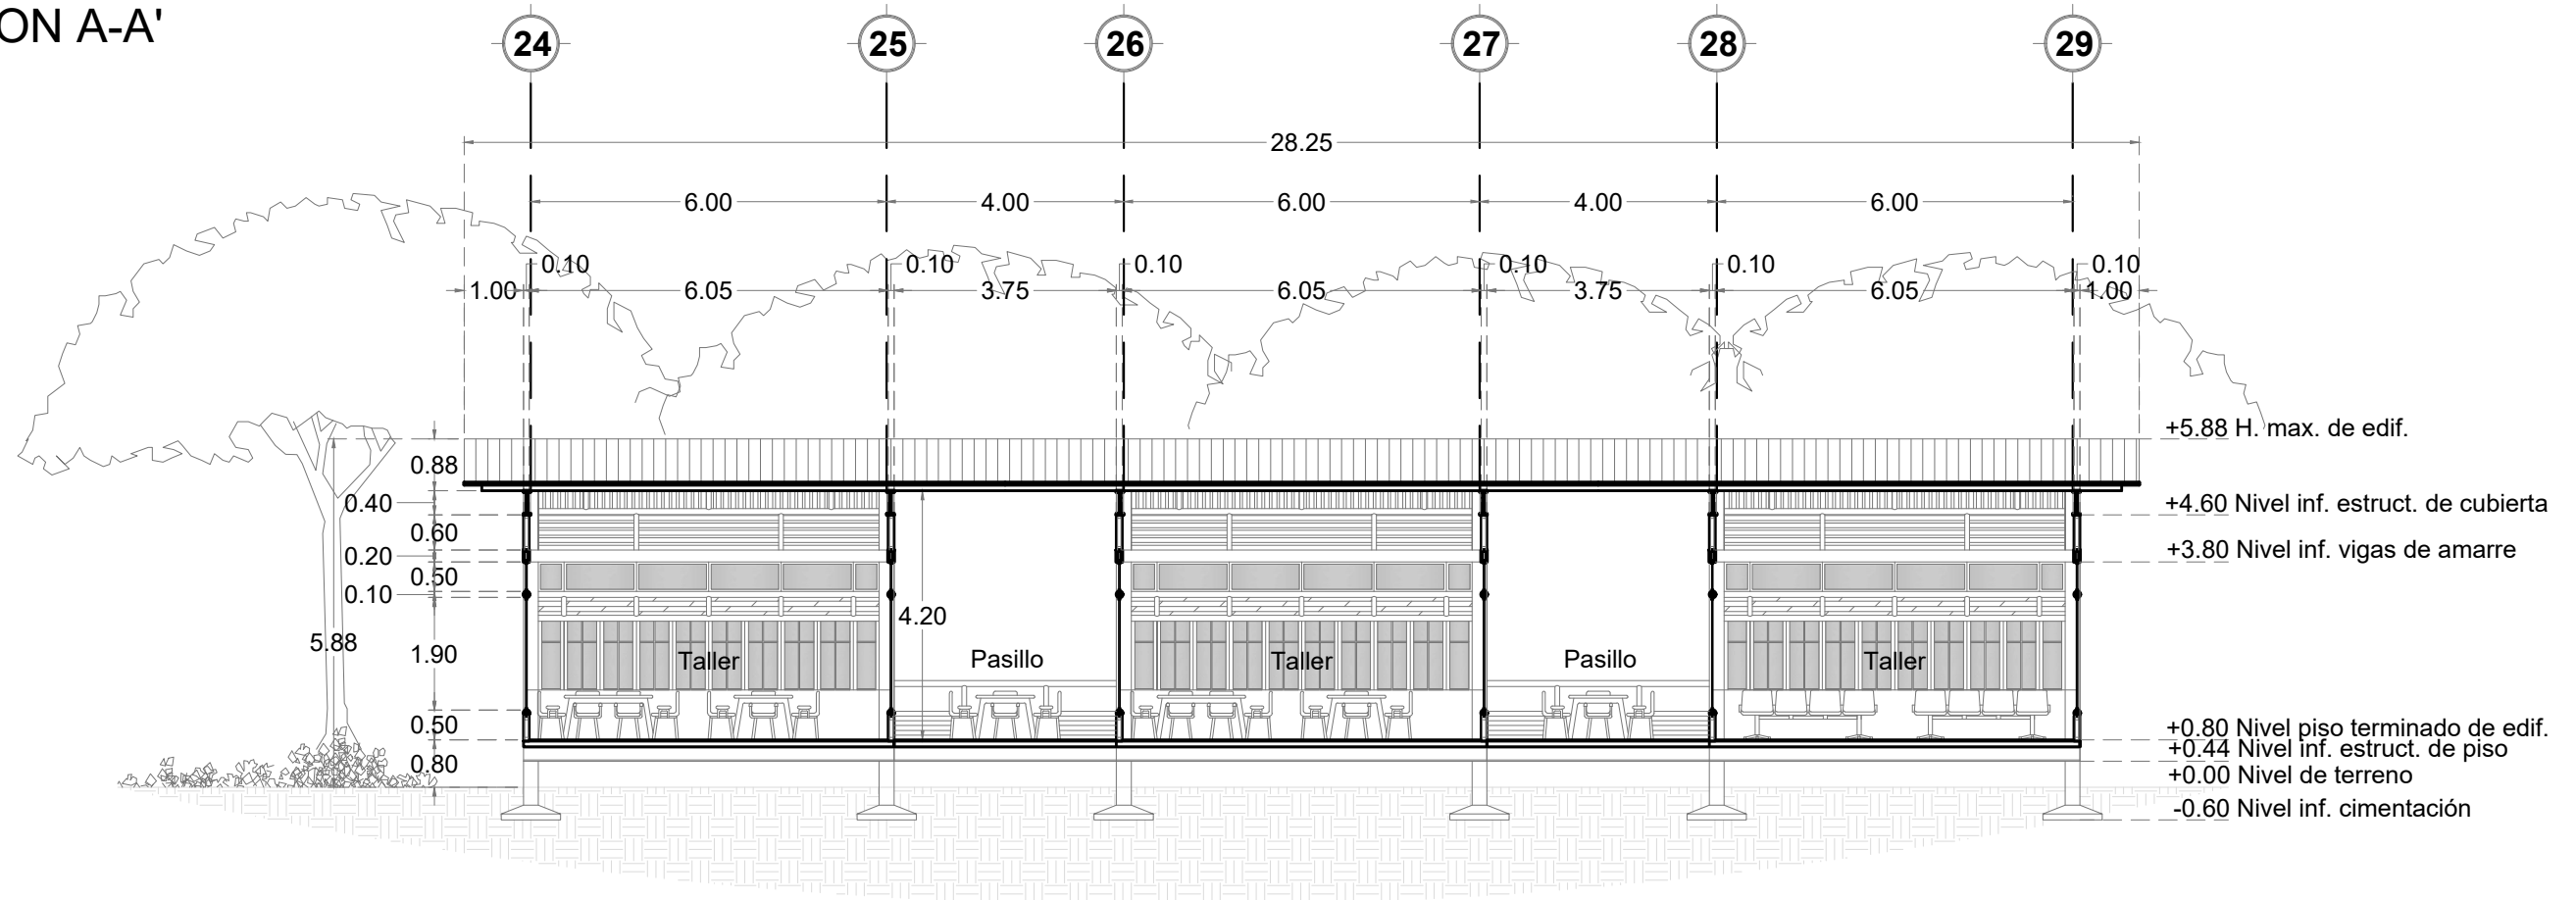 ON A-A'
24 25 26 27 28 29
28.25
6.00 4.00 6.00 4.00 6.00
0.10 0.10 0.10 0.10 0.10 0.10
1.00 6.05 3.75 6.05 3.75 6.05 1.00
+5.88 H. max. de edif.
0.88
0.40
+4.60 Nivel inf. estruct. de cubierta
0.60
0.20
+3.80 Nivel inf. vigas de amarre
0.50
0.10
4.20
5.88
1.90
Taller Pasillo Taller Pasillo Taller
0.50
+0.80 Nivel piso terminado de edif.
+0.44 Nivel inf. estruct. de piso
0.80
+0.00 Nivel de terreno
-0.60 Nivel inf. cimentación